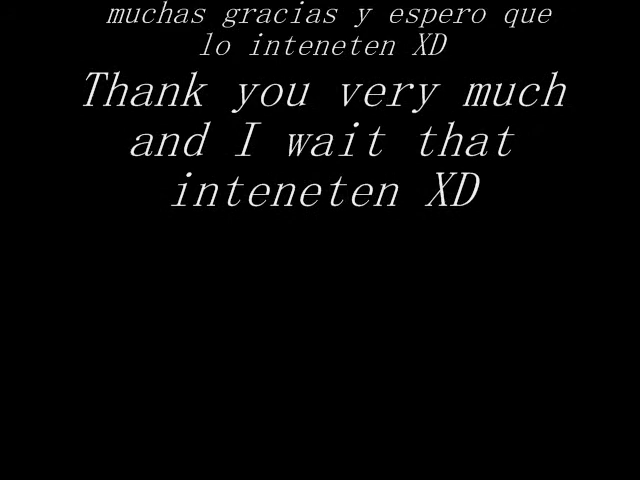 muchas gracias y espero que
lo inteneten XD
Thank you very much
and I wait that
inteneten XD